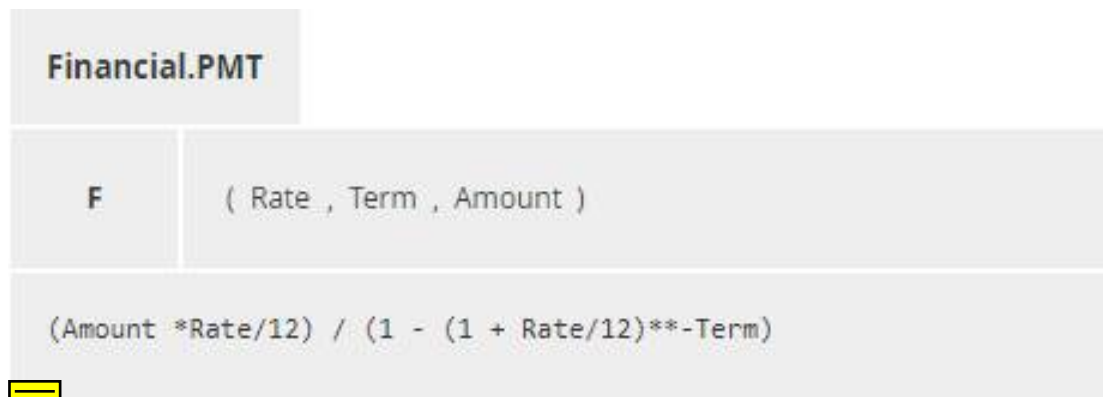 Financial.PMT
F ( Rate , Term , Amount )
(Amount *Rate/12) / (1 - (1 + Rate/12)**-Term)